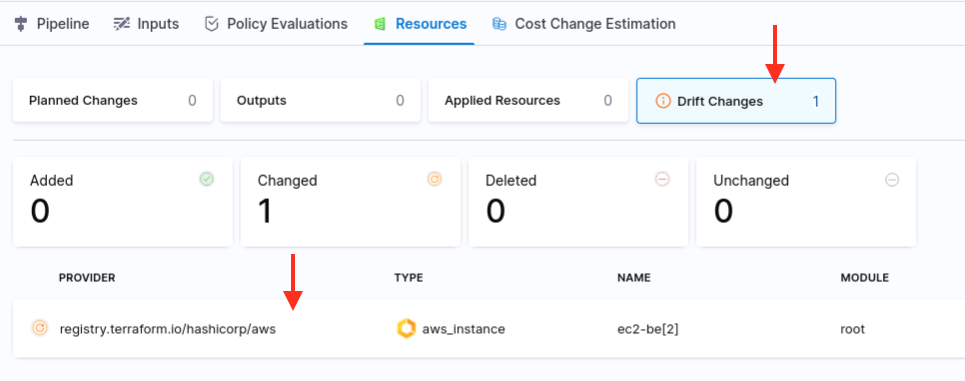 Pipeline Inputs Policy Evaluations Resources Cost Change Estimation
Planned Changes 0 Outputs 0 Applied Resources 0 Drift Changes 1
Added Changed Deleted Unchanged
0 1 0 0
PROVIDER TYPE NAME MODULE
registry.terraform.io/hashicorp/aws aws_instance ec2-be[2] root